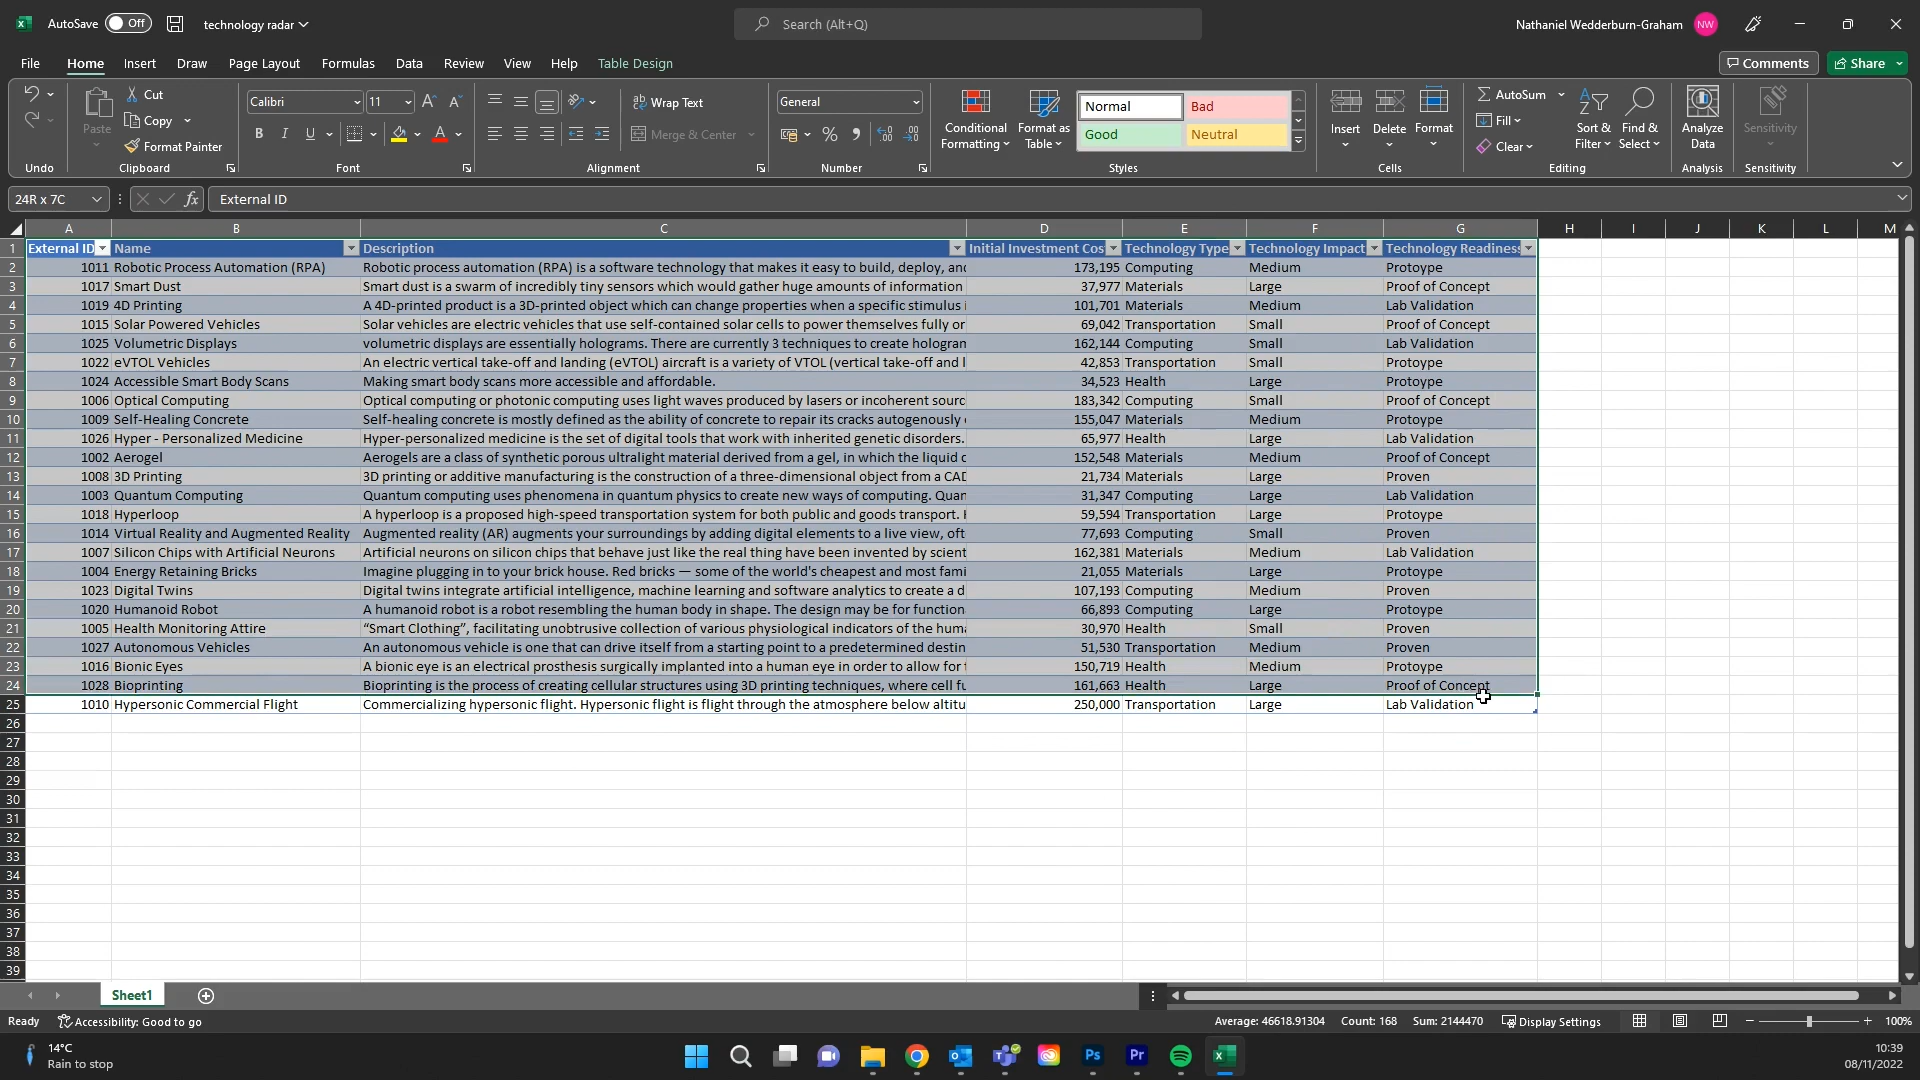 AutoSave Off technology radar Search (Alt+Q) Nathaniel Wedderburn-Graham NW
File Home Insert Draw Page Layout Formulas Data Review View Help Table Design Comments Share
Cut
Copy
Format Painter
Paste
Undo Clipboard
Calibri 11
B I U
Font
Wrap Text
Merge & Center
Alignment
General
Number
Conditional Formatting
Format as Table
Normal Bad
Good Neutral
Styles
Insert Delete Format
Cells
AutoSum
Fill
Clear
Sort & Filter
Find & Select
Editing
Analyze Data
Analysis
Sensitivity
Sensitivity
24R x 7C fx External ID
A B C D E F G H I J K L M
1 External ID Name Description Initial Investment Cos Technology Type Technology Impact Technology Readiness
2 1011 Robotic Process Automation (RPA) Robotic process automation (RPA) is a software technology that makes it easy to build, deploy, and 173,195 Computing Medium Protoype
3 1017 Smart Dust Smart dust is a swarm of incredibly tiny sensors which would gather huge amounts of information 37,977 Materials Large Proof of Concept
4 1019 4D Printing A 4D-printed product is a 3D-printed object which can change properties when a specific stimulus i 101,701 Materials Medium Lab Validation
5 1015 Solar Powered Vehicles Solar vehicles are electric vehicles that use self-contained solar cells to power themselves fully or 69,042 Transportation Small Proof of Concept
6 1025 Volumetric Displays volumetric displays are essentially holograms. There are currently 3 techniques to create hologran 162,144 Computing Small Lab Validation
7 1022 eVTOL Vehicles An electric vertical take-off and landing (eVTOL) aircraft is a variety of VTOL (vertical take-off and l 42,853 Transportation Small Protoype
8 1024 Accessible Smart Body Scans Making smart body scans more accessible and affordable. 34,523 Health Large Protoype
9 1006 Optical Computing Optical computing or photonic computing uses light waves produced by lasers or incoherent sourc 183,342 Computing Small Proof of Concept
10 1009 Self-Healing Concrete Self-healing concrete is mostly defined as the ability of concrete to repair its cracks autogenously 155,047 Materials Medium Protoype
11 1026 Hyper - Personalized Medicine Hyper-personalized medicine is the set of digital tools that work with inherited genetic disorders. 65,977 Health Large Lab Validation
12 1002 Aerogel Aerogels are a class of synthetic porous ultralight material derived from a gel, in which the liquid c 152,548 Materials Medium Proof of Concept
13 1008 3D Printing 3D printing or additive manufacturing is the construction of a three-dimensional object from a CAD 21,734 Materials Large Proven
14 1003 Quantum Computing Quantum computing uses phenomena in quantum physics to create new ways of computing. Quan 31,347 Computing Large Lab Validation
15 1018 Hyperloop A hyperloop is a proposed high-speed transportation system for both public and goods transport. 59,594 Transportation Large Protoype
16 1014 Virtual Reality and Augmented Reality Augmented reality (AR) augments your surroundings by adding digital elements to a live view, oft 77,693 Computing Small Proven
17 1007 Silicon Chips with Artificial Neurons Artificial neurons on silicon chips that behave just like the real thing have been invented by scient 162,381 Materials Medium Lab Validation
18 1004 Energy Retaining Bricks Imagine plugging in to your brick house. Red bricks — some of the world's cheapest and most fami 21,055 Materials Large Protoype
19 1023 Digital Twins Digital twins integrate artificial intelligence, machine learning and software analytics to create a d 107,193 Computing Medium Proven
20 1020 Humanoid Robot A humanoid robot is a robot resembling the human body in shape. The design may be for function 66,893 Computing Large Protoype
21 1005 Health Monitoring Attire “Smart Clothing”, facilitating unobtrusive collection of various physiological indicators of the huma 30,970 Health Small Proven
22 1027 Autonomous Vehicles An autonomous vehicle is one that can drive itself from a starting point to a predetermined destin 51,530 Transportation Medium Proven
23 1016 Bionic Eyes A bionic eye is an electrical prosthesis surgically implanted into a human eye in order to allow for 150,719 Health Medium Protoype
24 1028 Bioprinting Bioprinting is the process of creating cellular structures using 3D printing techniques, where cell fu 161,663 Health Large Proof of Concept
25 1010 Hypersonic Commercial Flight Commercializing hypersonic flight. Hypersonic flight is flight through the atmosphere below altitu 250,000 Transportation Large Lab Validation
26
27
28
29
30
31
32
33
34
35
36
37
38
39
Sheet1
Ready Accessibility: Good to go Average: 46618.91304 Count: 168 Sum: 2144470 Display Settings 100%
14°C
Rain to stop
Ps Pr
10:39
08/11/2022